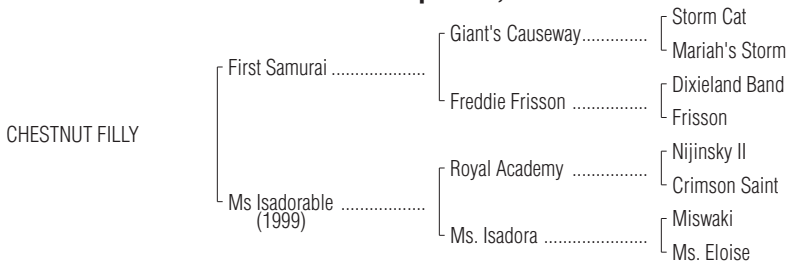 Storm Cat
Giant's Causeway..............
Mariah's Storm
First Samurai ....................
Dixieland Band
Freddie Frisson ................
Frisson
CHESTNUT FILLY
Nijinsky II
Royal Academy ................
Crimson Saint
Ms Isadorable ..................
(1999)
Miswaki
Ms. Isadora ......................
Ms. Eloise